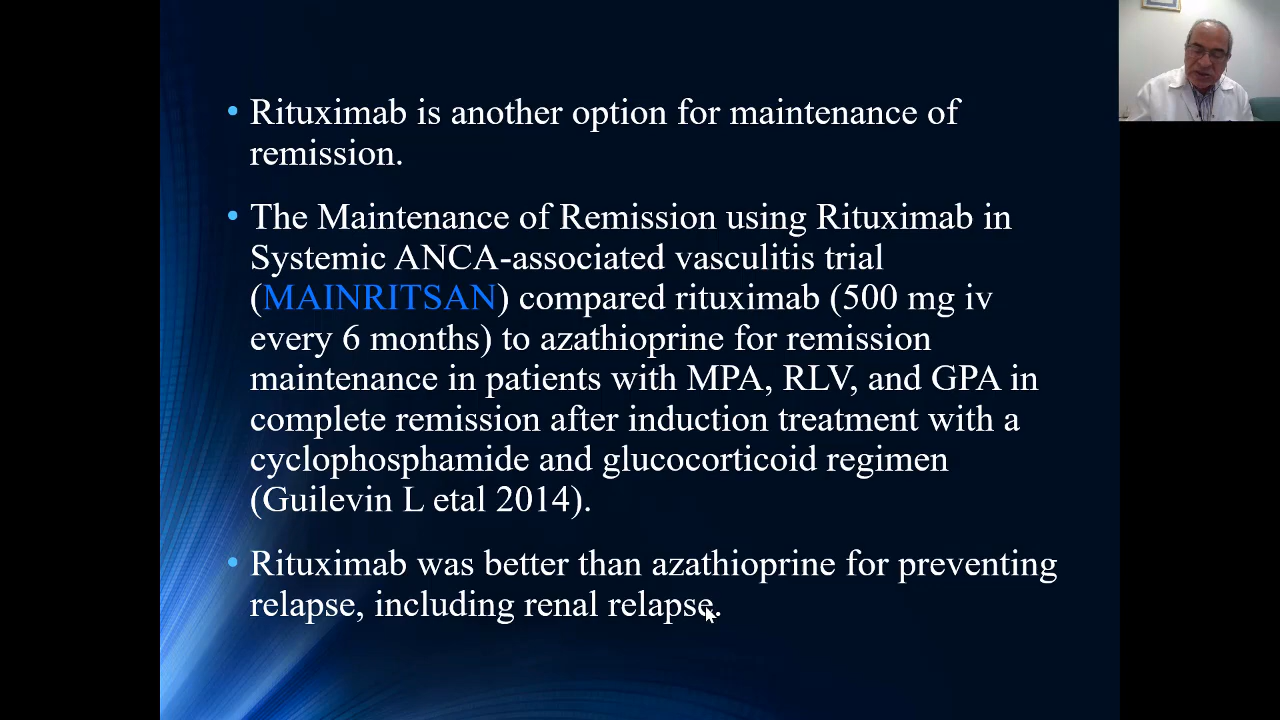 • Rituximab is another option for maintenance of
remission.
• The Maintenance of Remission using Rituximab in
Systemic ANCA-associated vasculitis trial
(MAINRITSAN) compared rituximab (500 mg iv
every 6 months) to azathioprine for remission
maintenance in patients with MPA, RLV, and GPA in
complete remission after induction treatment with a
cyclophosphamide and glucocorticoid regimen
(Guilevin L etal 2014).
• Rituximab was better than azathioprine for preventing
relapse, including renal relapse.